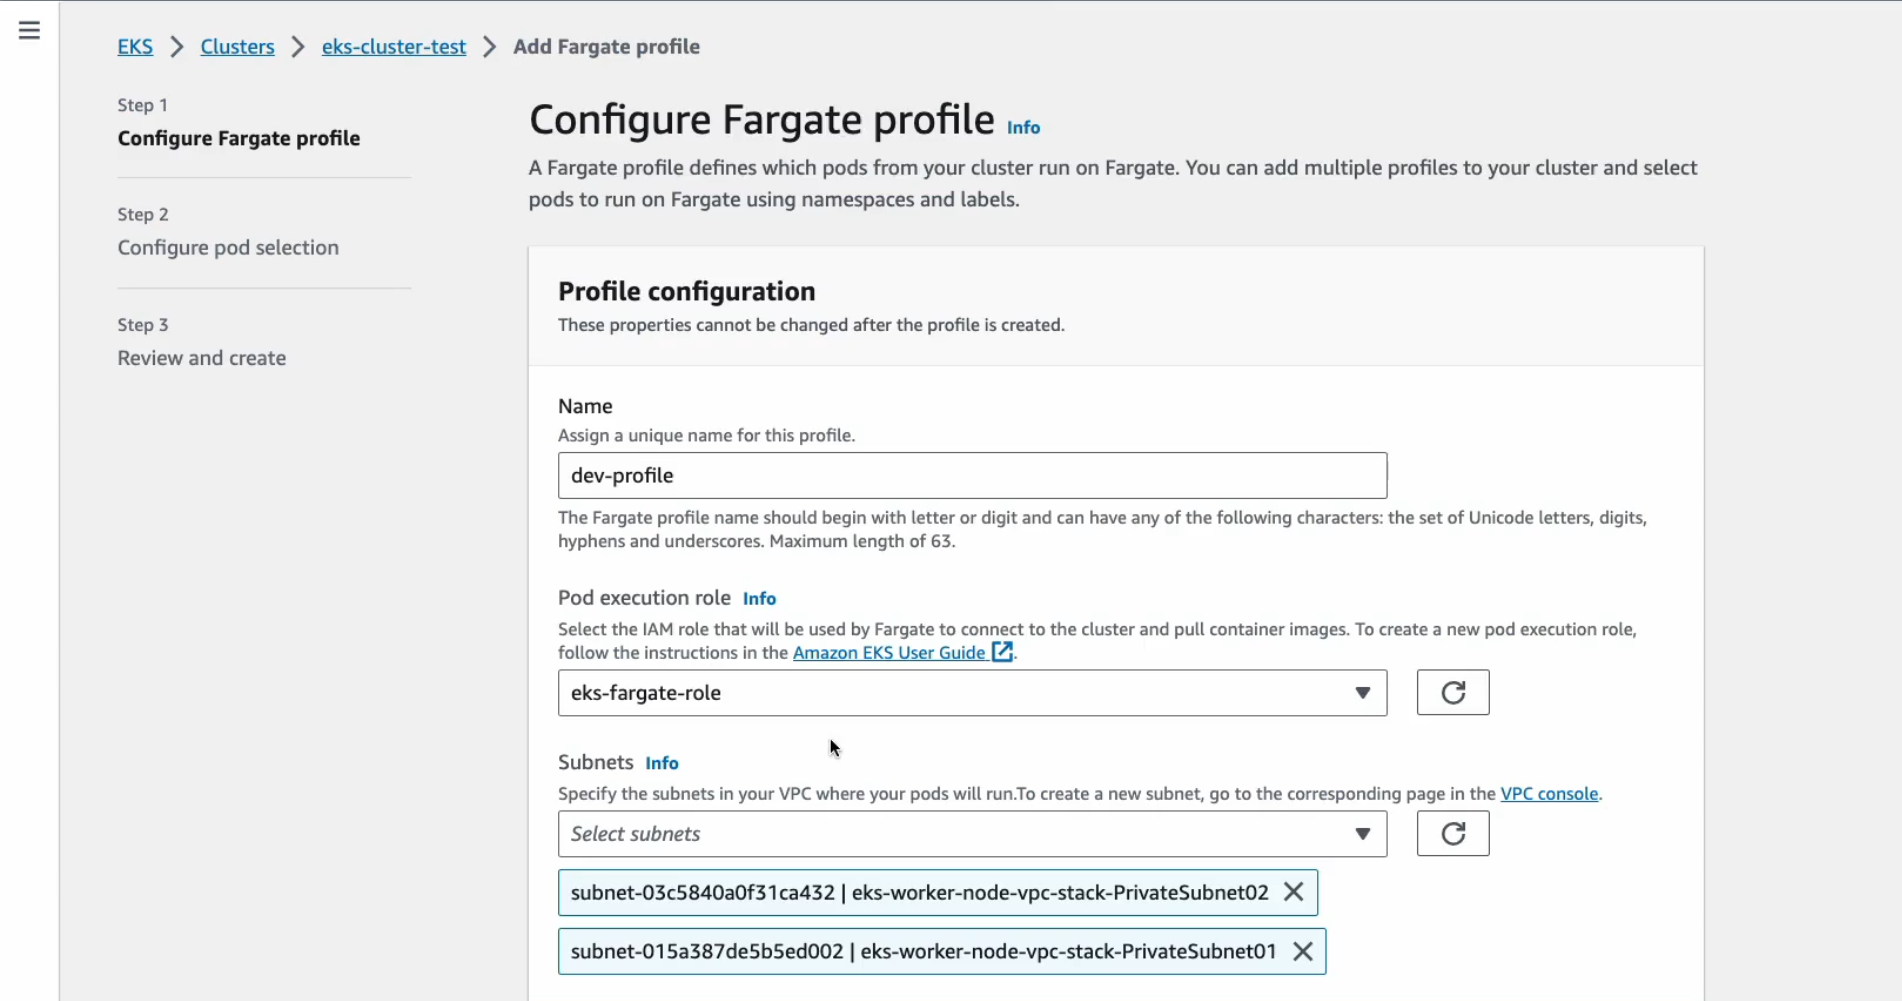 EKS > Clusters > eks-cluster-test > Add Fargate profile
Step 1
Configure Fargate profile
Step 2
Configure pod selection
Step 3
Review and create
Configure Fargate profile Info
A Fargate profile defines which pods from your cluster run on Fargate. You can add multiple profiles to your cluster and select
pods to run on Fargate using namespaces and labels.
Profile configuration
These properties cannot be changed after the profile is created.
Name
Assign a unique name for this profile.
dev-profile
The Fargate profile name should begin with letter or digit and can have any of the following characters: the set of Unicode letters, digits,
hyphens and underscores. Maximum length of 63.
Pod execution role Info
Select the IAM role that will be used by Fargate to connect to the cluster and pull container images. To create a new pod execution role,
follow the instructions in the Amazon EKS User Guide.
eks-fargate-role
Subnets Info
Specify the subnets in your VPC where your pods will run.To create a new subnet, go to the corresponding page in the VPC console.
Select subnets
subnet-03c5840a0f31ca432 | eks-worker-node-vpc-stack-PrivateSubnet02
subnet-015a387de5b5ed002 | eks-worker-node-vpc-stack-PrivateSubnet01